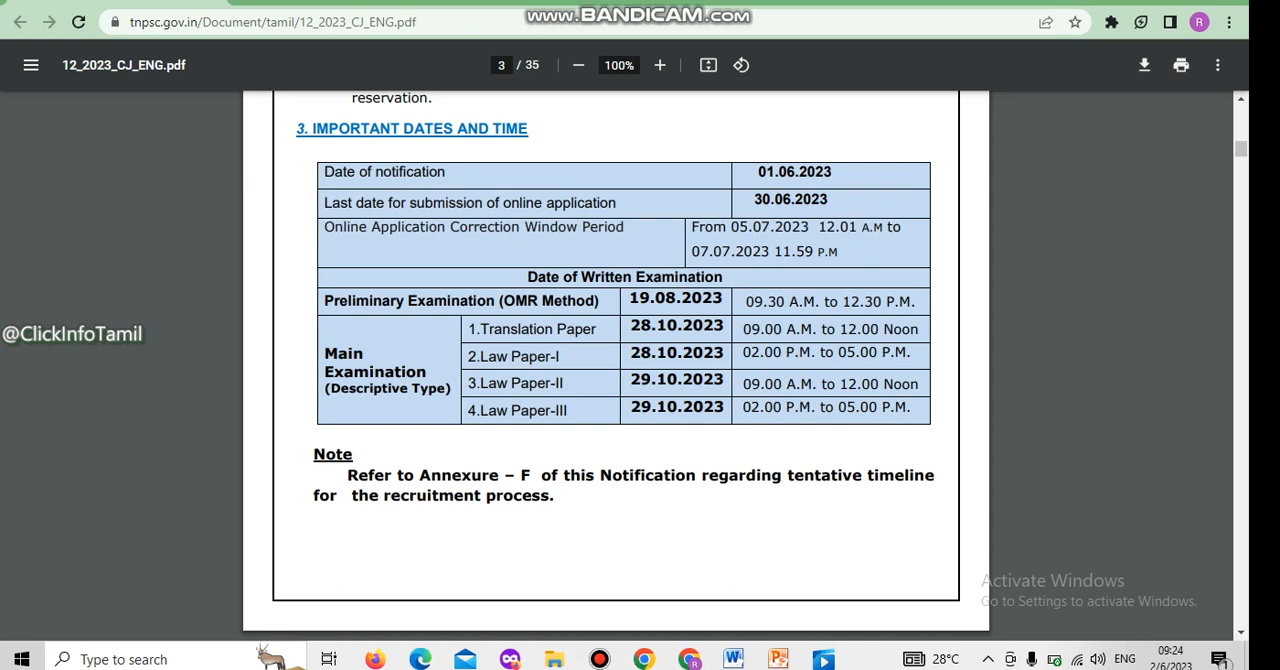 www.BANDICAM.com
tnpsc.gov.in/Document/tamil/12_2023_CJ_ENG.pdf
R
12_2023_CJ_ENG.pdf
3 / 35
100%
reservation.
3. IMPORTANT DATES AND TIME
Date of notification 01.06.2023
Last date for submission of online application 30.06.2023
Online Application Correction Window Period From 05.07.2023 12.01 A.M to
07.07.2023 11.59 P.M
Date of Written Examination
Preliminary Examination (OMR Method) 19.08.2023 09.30 A.M. to 12.30 P.M.
Main
Examination
(Descriptive Type)
1.Translation Paper 28.10.2023 09.00 A.M. to 12.00 Noon
2.Law Paper-I 28.10.2023 02.00 P.M. to 05.00 P.M.
3.Law Paper-II 29.10.2023 09.00 A.M. to 12.00 Noon
4.Law Paper-III 29.10.2023 02.00 P.M. to 05.00 P.M.
@ClickInfoTamil
Note
Refer to Annexure – F of this Notification regarding tentative timeline
for the recruitment process.
Activate Windows
Go to Settings to activate Windows.
Type to search
28°C
ENG
09:24
2/6/2023